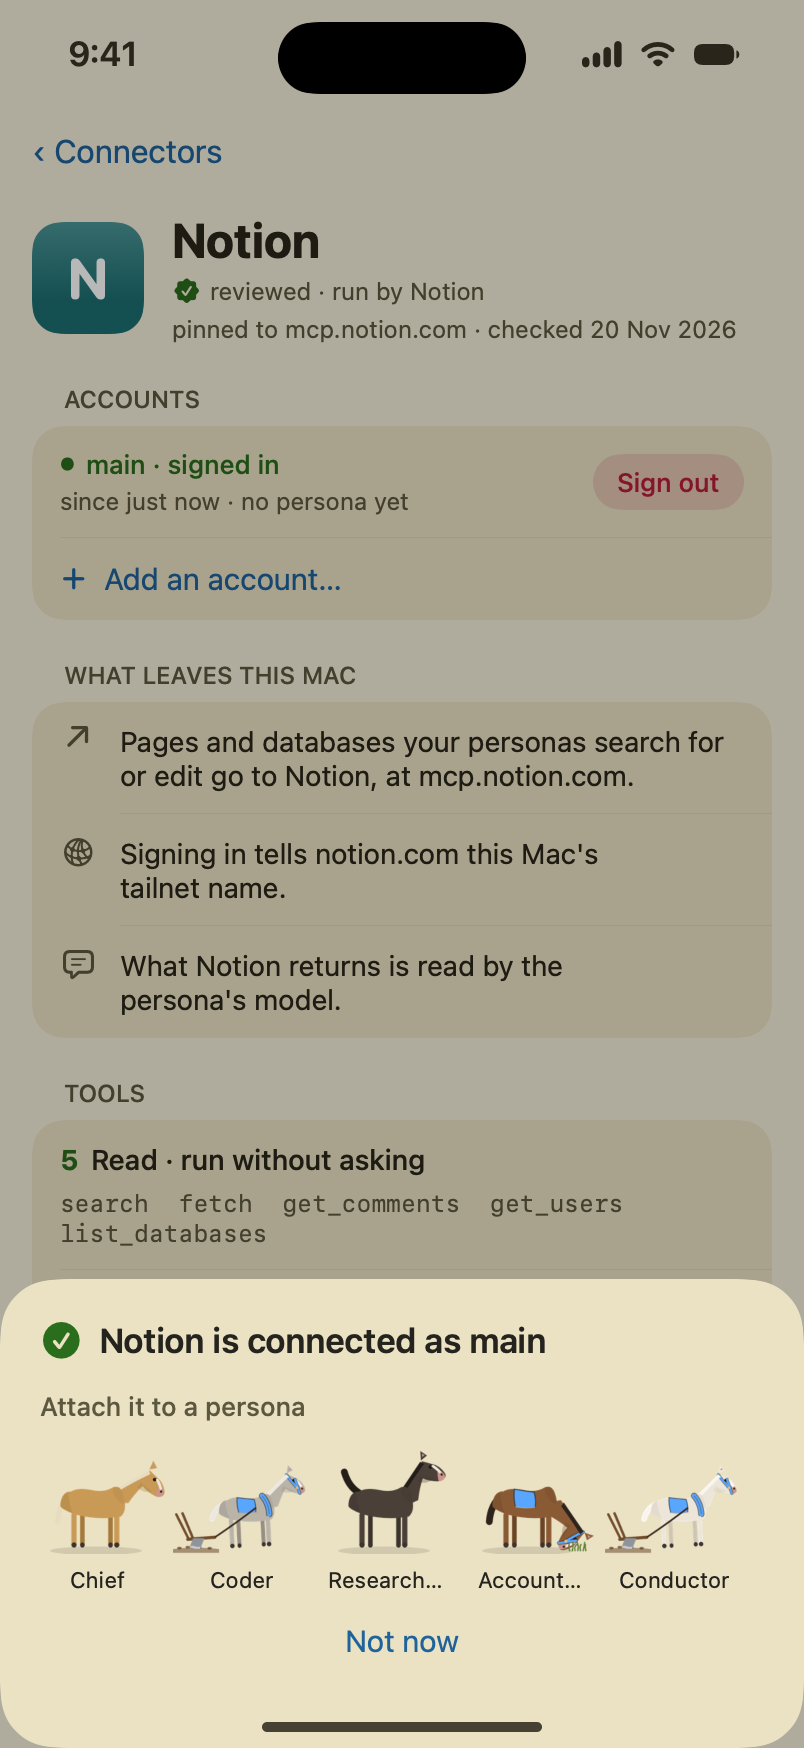 9:41
‹ Connectors
N
Notion
reviewed · run by Notion
pinned to mcp.notion.com · checked 20 Nov 2026
ACCOUNTS
main · signed in
since just now · no persona yet
Sign out
+ Add an account...
WHAT LEAVES THIS MAC
Pages and databases your personas search for
or edit go to Notion, at mcp.notion.com.
Signing in tells notion.com this Mac's
tailnet name.
What Notion returns is read by the
persona's model.
TOOLS
5 Read · run without asking
search fetch get_comments get_users
list_databases
Notion is connected as main
Attach it to a persona
Chief Coder Research... Account... Conductor
Not now